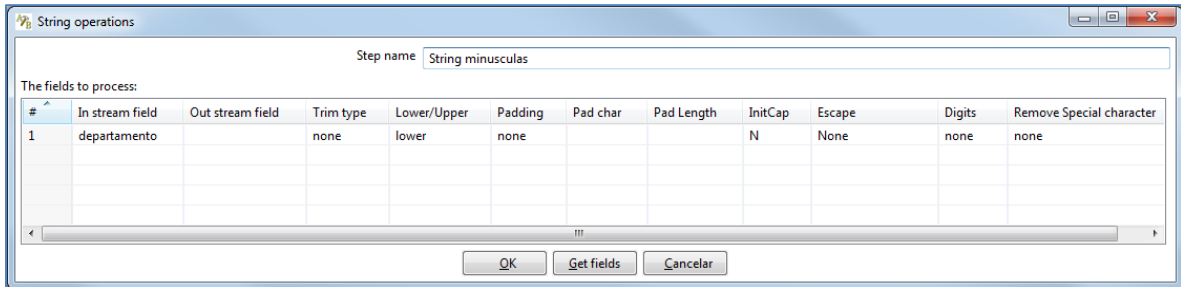 String operations
Step name String minusculas
The fields to process:
# In stream field Out stream field Trim type Lower/Upper Padding Pad char Pad Length InitCap Escape Digits Remove Special character
1 departamento none lower none N None none none
OK Get fields Cancelar